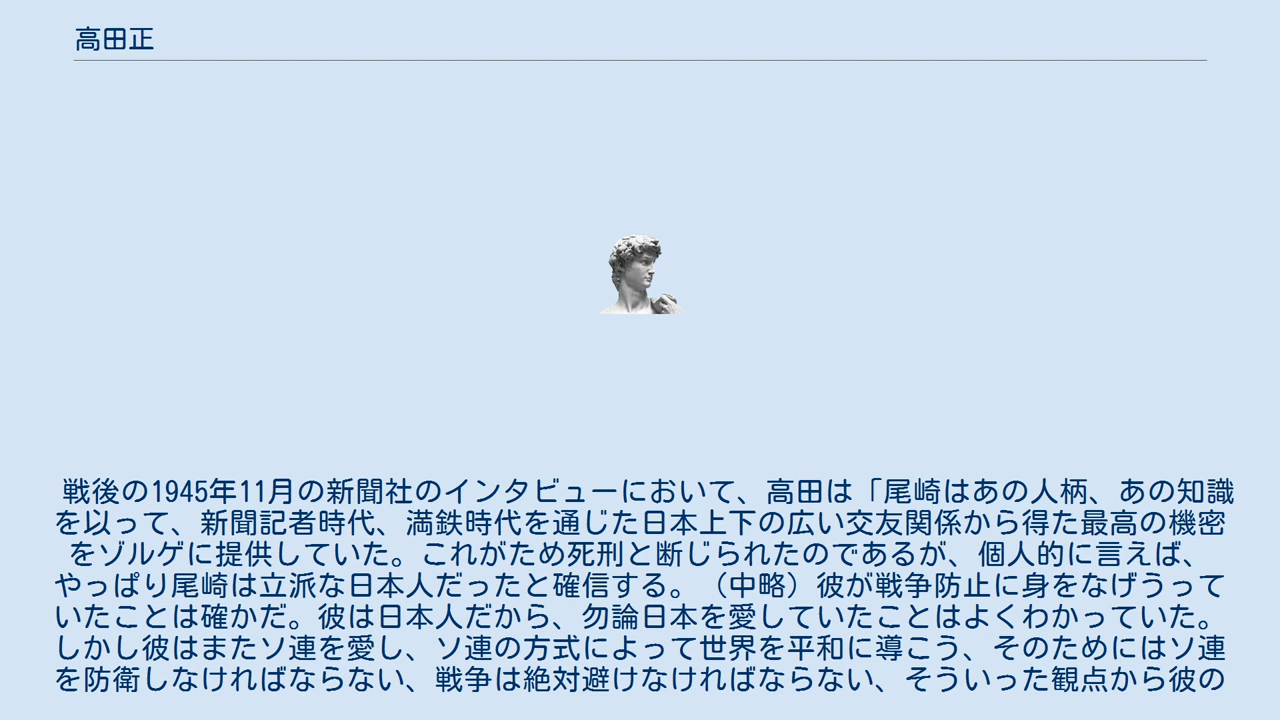 高田正
戦後の1945年11月の新聞社のインタビューにおいて、高田は「尾崎はあの人柄、あの知識
を以って、新聞記者時代、満鉄時代を通じた日本上下の広い交友関係から得た最高の機密
をゾルゲに提供していた。これがため死刑と断じられたのであるが、個人的に言えば、
やっぱり尾崎は立派な日本人だったと確信する。（中略）彼が戦争防止に身をなげうって
いたことは確かだ。彼は日本人だから、勿論日本を愛していたことはよくわかっていた。
しかし彼はまたソ連を愛し、ソ連の方式によって世界を平和に導こう、そのためにはソ連
を防衛しなければならない、戦争は絶対避けなければならない、そういった観点から彼の